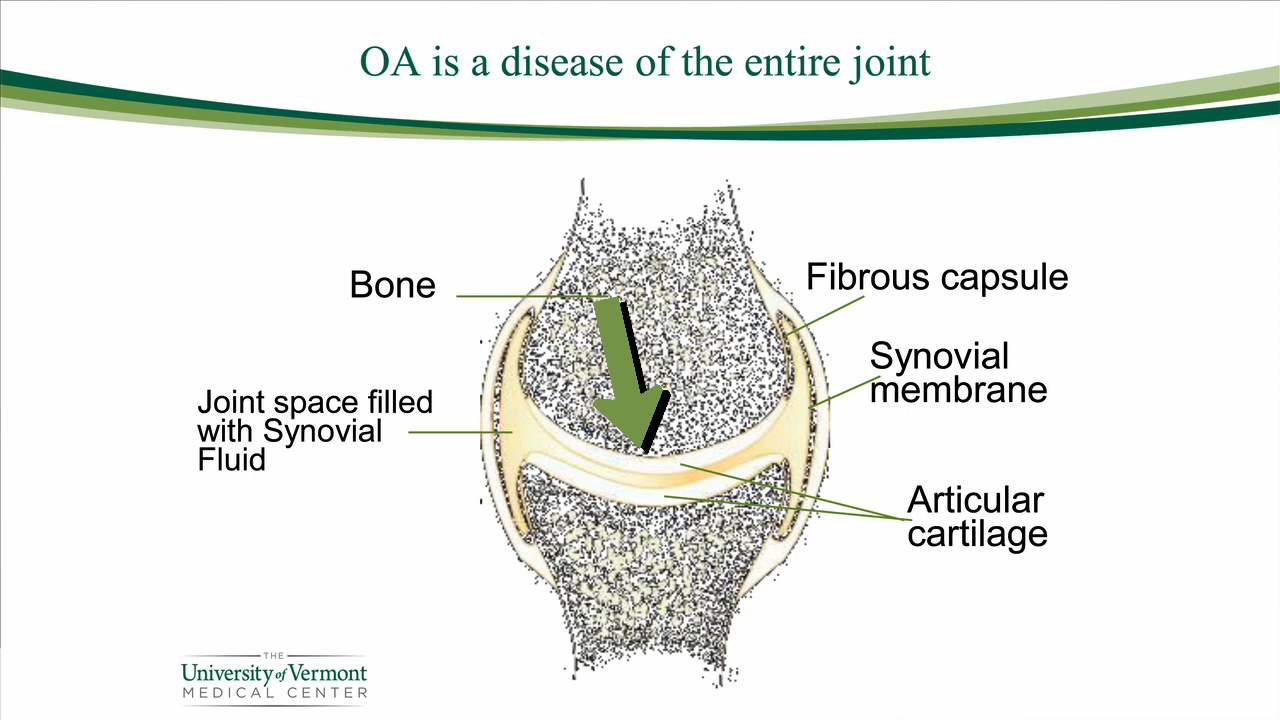 OA is a disease of the entire joint
Bone
Fibrous capsule
Synovial
membrane
Joint space filled
with Synovial
Fluid
Articular
cartilage
THE
University of Vermont
MEDICAL CENTER